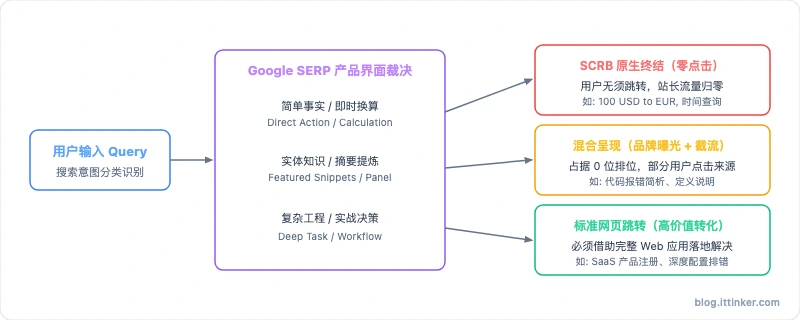 用户输入 Query
搜索意图分类识别
Google SERP 产品界面裁决
简单事实 / 即时换算
Direct Action / Calculation
实体知识 / 摘要提炼
Featured Snippets / Panel
复杂工程 / 实战决策
Deep Task / Workflow
SCRB 原生终结（零点击）
用户无须跳转，站长流量归零
如: 100 USD to EUR, 时间查询
混合呈现（品牌曝光 + 截流）
占据 0 位排位，部分用户点击来源
如: 代码报错简析、定义说明
标准网页跳转（高价值转化）
必须借助完整 Web 应用落地解决
如: SaaS 产品注册、深度配置排错
blog.ittinker.com